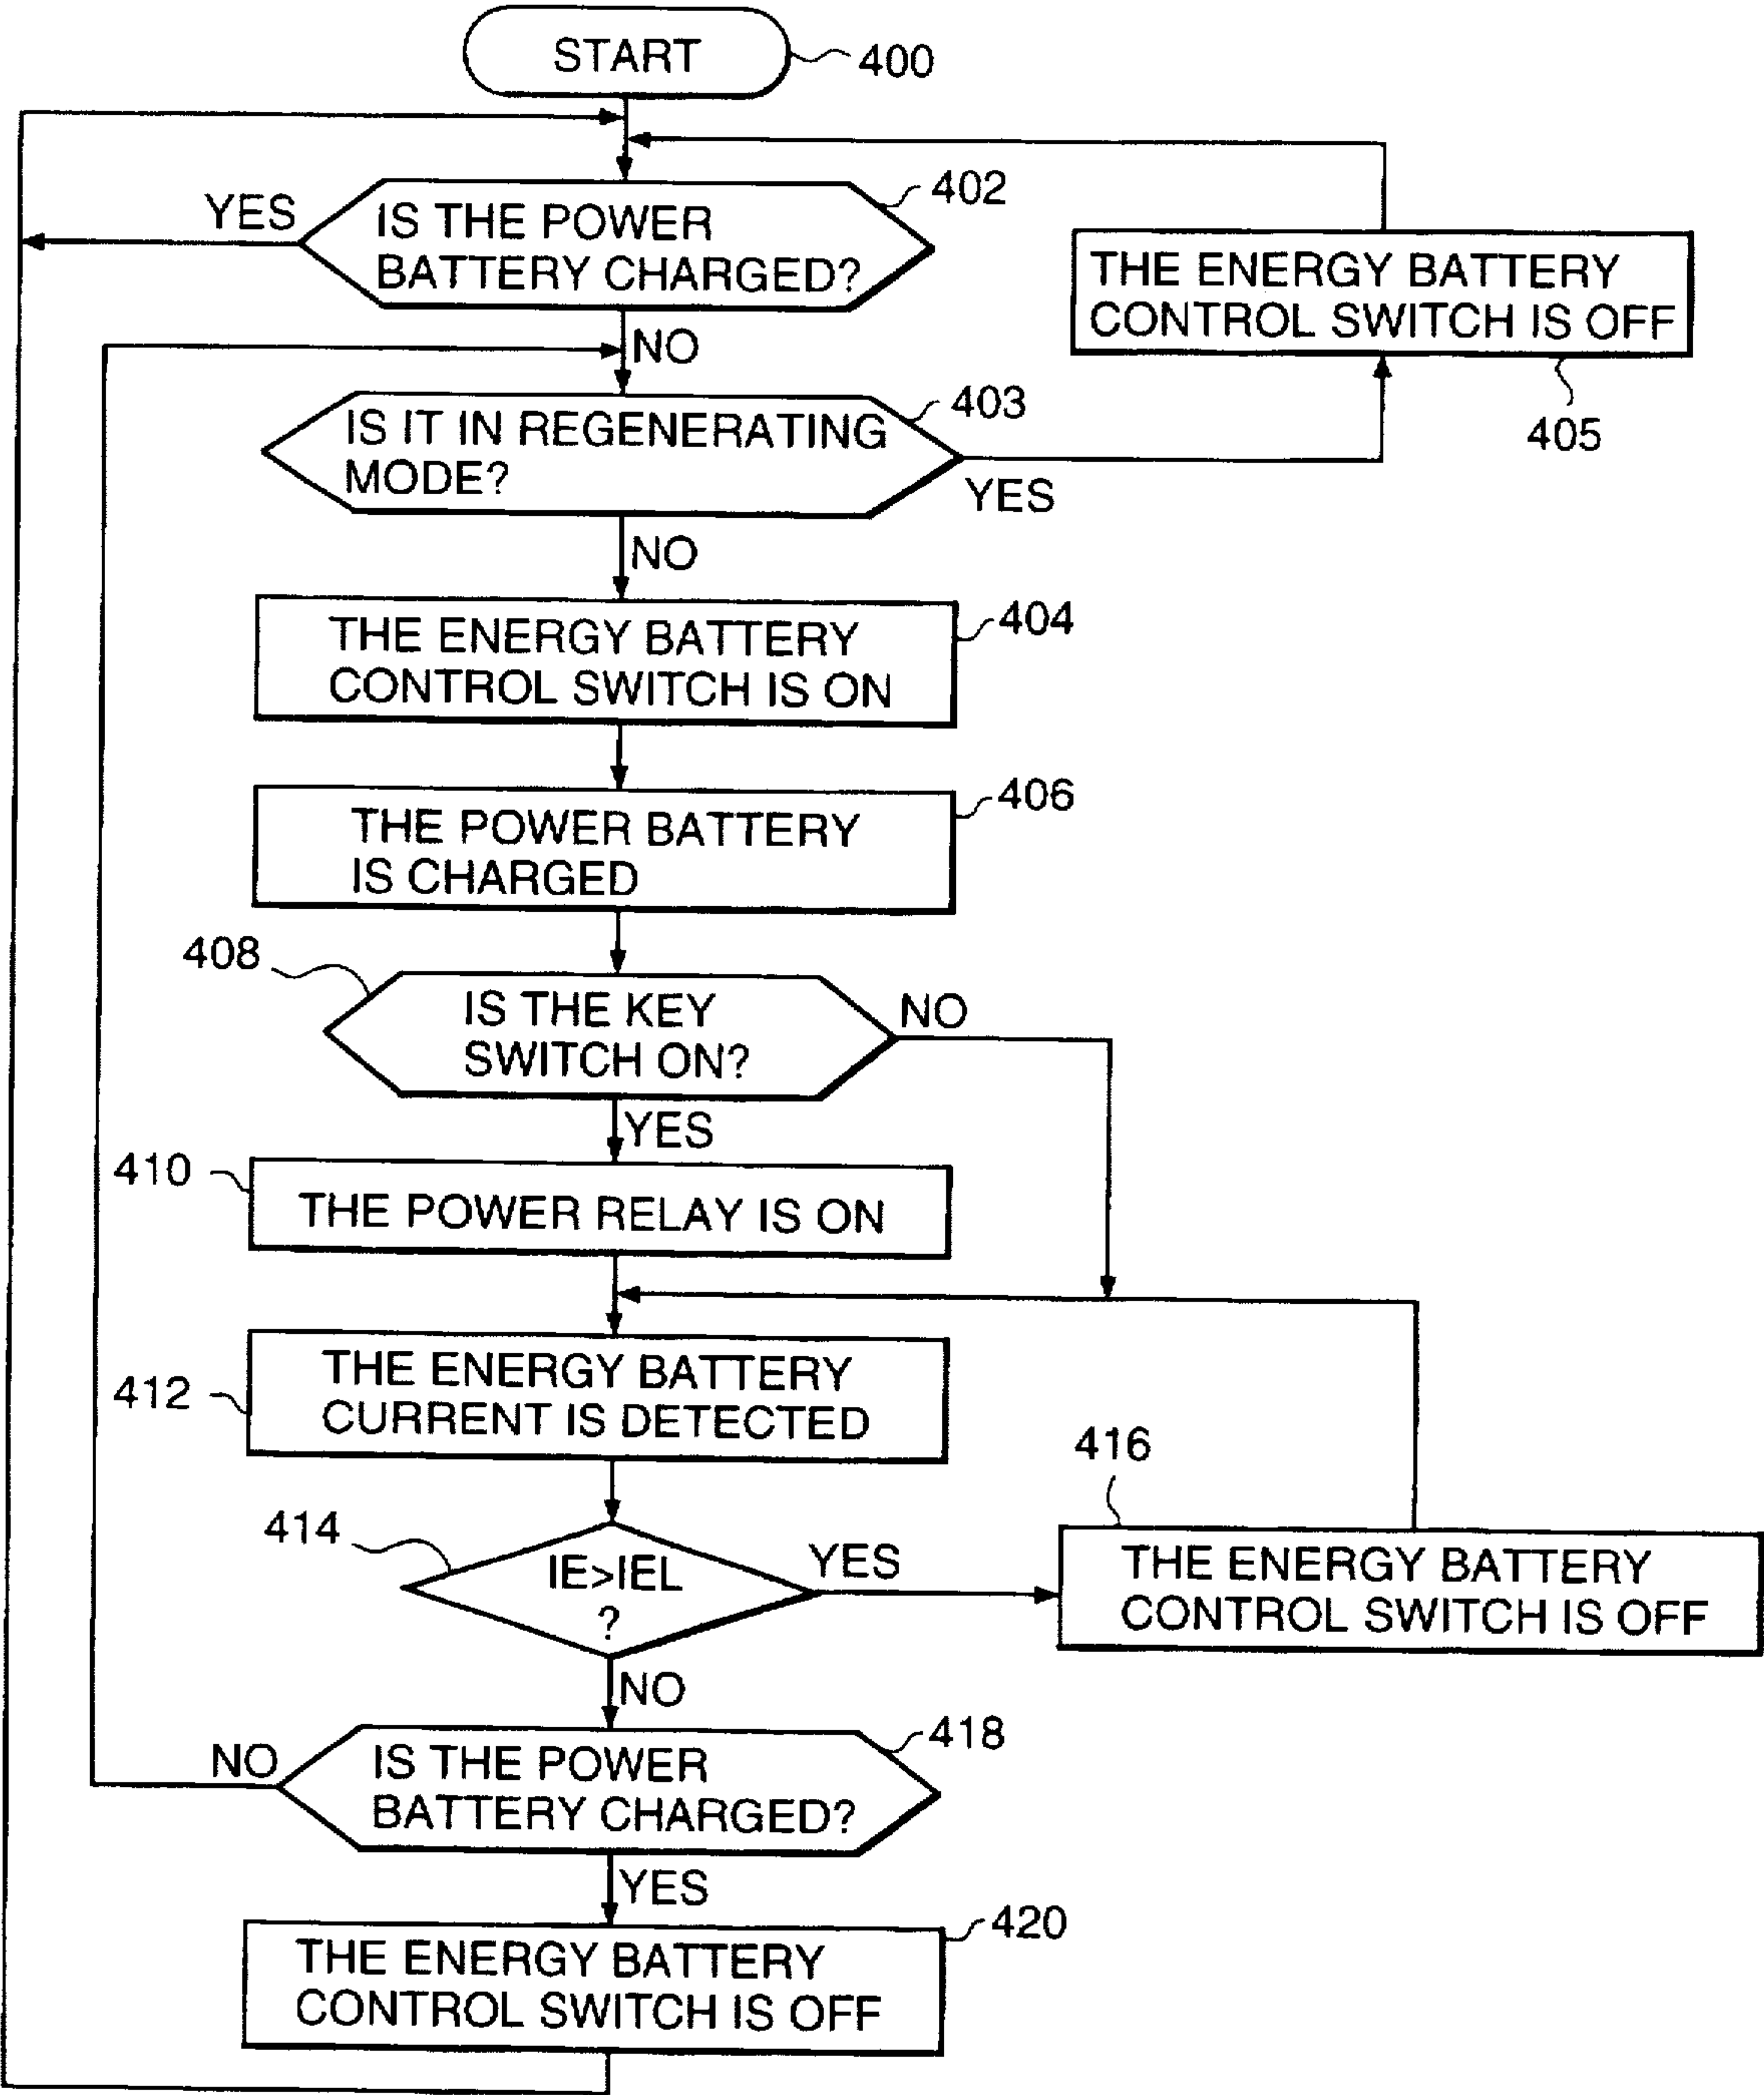 START
400
402
YES
IS THE POWER
BATTERY CHARGED?
THE ENERGY BATTERY
CONTROL SWITCH IS OFF
405
NO
403
IS IT IN REGENERATING
MODE?
YES
NO
404
THE ENERGY BATTERY
CONTROL SWITCH IS ON
406
THE POWER BATTERY
IS CHARGED
408
IS THE KEY
SWITCH ON?
NO
YES
410
THE POWER RELAY IS ON
412
THE ENERGY BATTERY
CURRENT IS DETECTED
416
414
IE>IEL
?
YES
THE ENERGY BATTERY
CONTROL SWITCH IS OFF
NO
418
NO
IS THE POWER
BATTERY CHARGED?
YES
420
THE ENERGY BATTERY
CONTROL SWITCH IS OFF